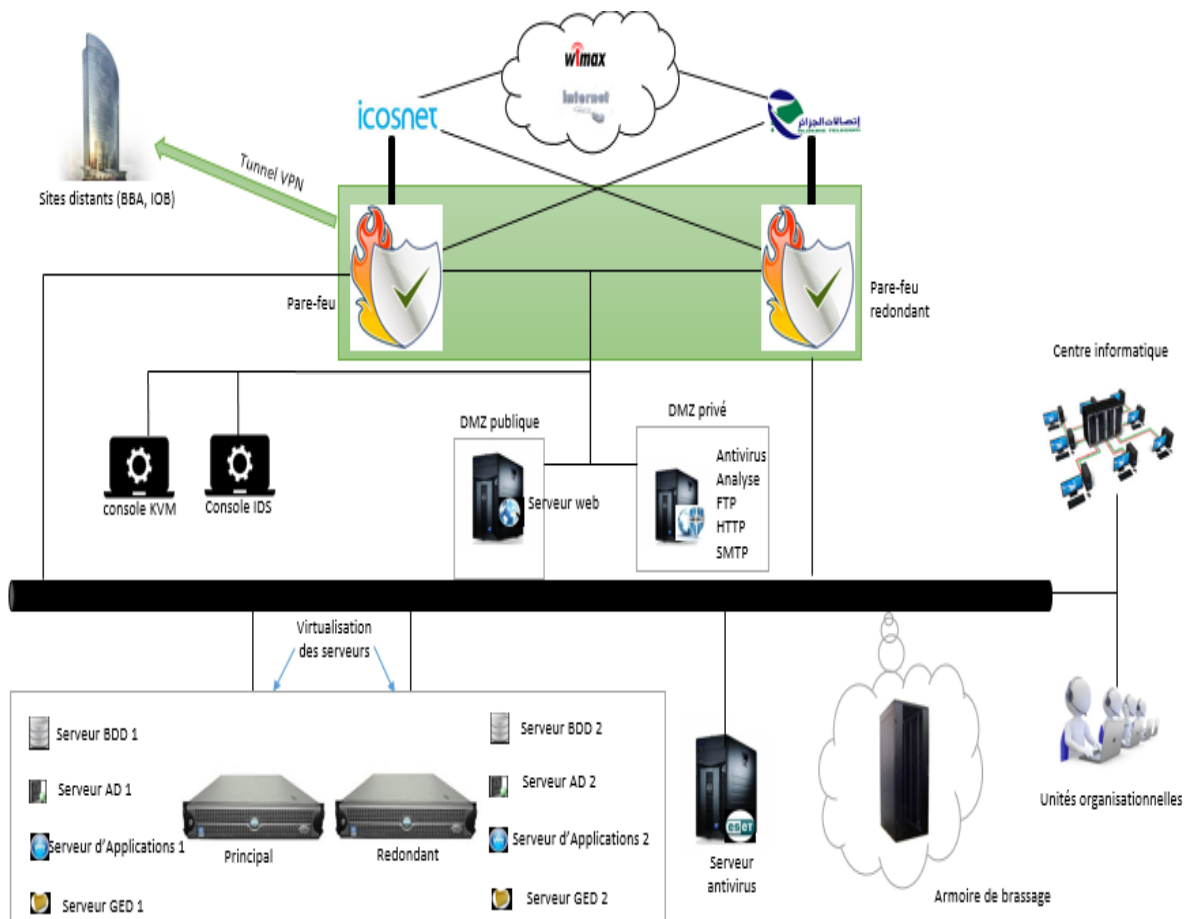 wimax
internet
icosnet
إتصالات الجزائر
ALGERIE TELECOM
Tunnel VPN
Sites distants (BBA, IOB)
Pare-feu
Pare-feu
redondant
Centre informatique
DMZ publique
DMZ privé
Antivirus
Analyse
FTP
HTTP
SMTP
Serveur web
console KVM
Console IDS
Virtualisation
des serveurs
Serveur BDD 1
Serveur BDD 2
Serveur AD 1
Serveur AD 2
Serveur d’Applications 1
Serveur d’Applications 2
Principal
Redondant
Serveur GED 1
Serveur GED 2
eseT
Serveur
antivirus
Armoire de brassage
Unités organisationnelles